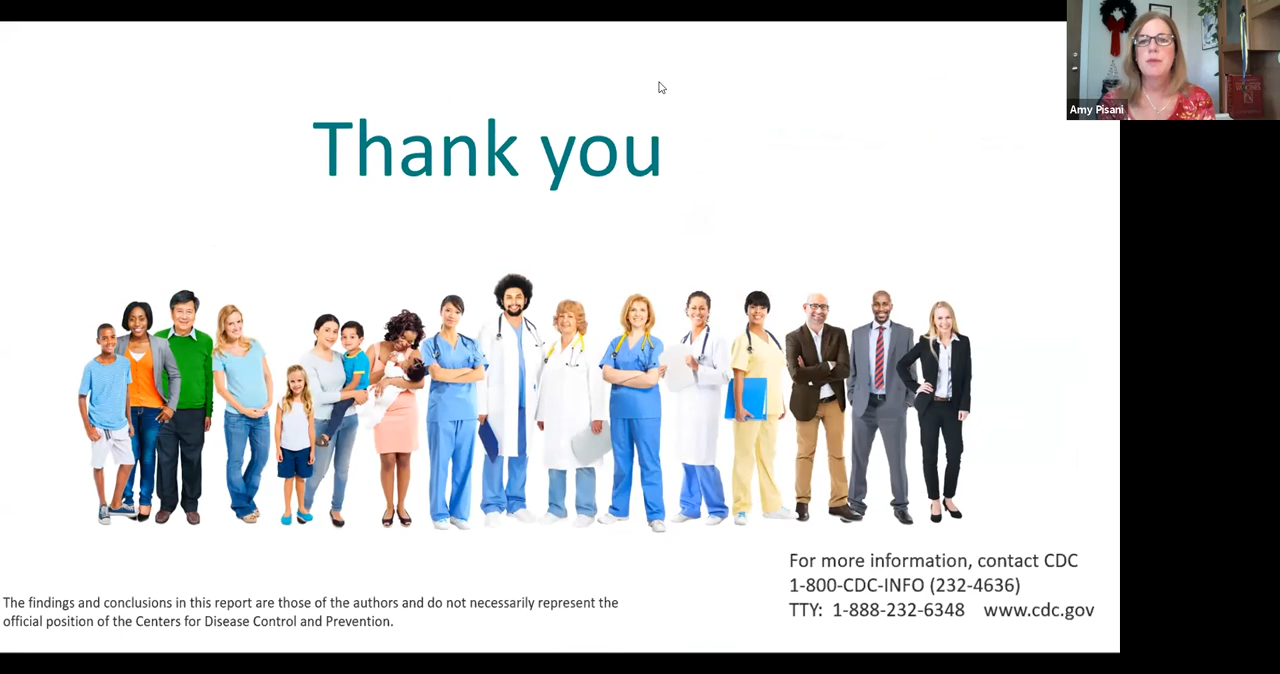 Amy Pisani
Thank you
For more information, contact CDC
1-800-CDC-INFO (232-4636)
TTY: 1-888-232-6348 www.cdc.gov
The findings and conclusions in this report are those of the authors and do not necessarily represent the
official position of the Centers for Disease Control and Prevention.